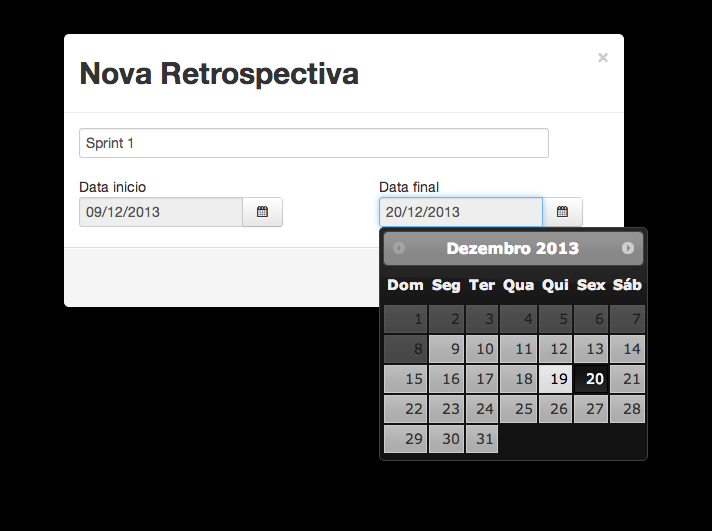 Nova Retrospectiva ×
Sprint 1
Data inicio Data final
09/12/2013 20/12/2013
Dezembro 2013
Dom Seg Ter Qua Qui Sex Sáb
1 2 3 4 5 6 7
8 9 10 11 12 13 14
15 16 17 18 19 20 21
22 23 24 25 26 27 28
29 30 31